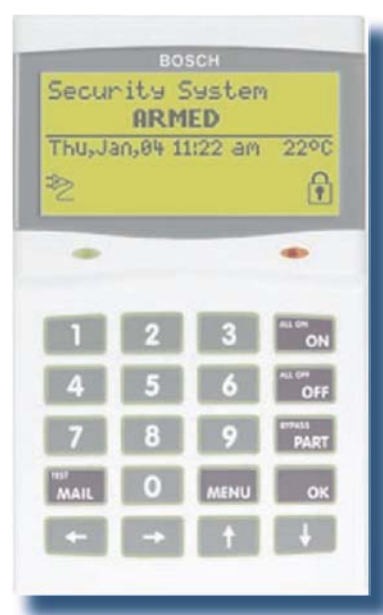 BOSCH
Security System
ARMED
Thu,Jan,04 11:22 am 22°C
1 2 3 ALL ON ON
4 5 6 ALL OFF OFF
7 8 9 BYPASS PART
TEST MAIL 0 MENU OK
← → ↑ ↓